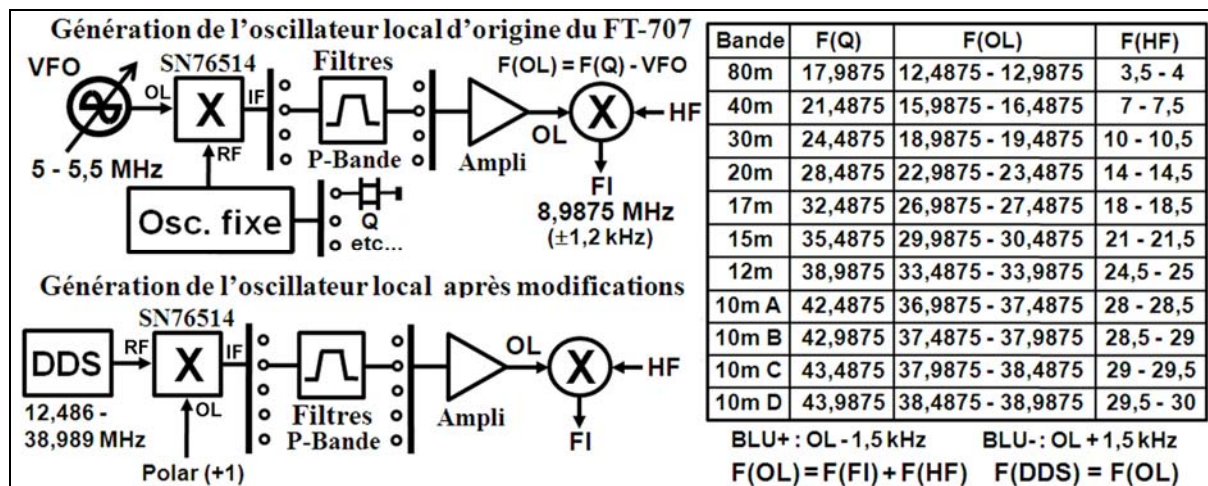 Génération de l'oscillateur local d'origine du FT-707
VFO
SN76514
Filtres
F(OL) = F(Q) - VFO
OL
X
IF
RF
5 - 5,5 MHz
P-Bande
Ampli
OL
X
HF
FI
8,9875 MHz
(±1,2 kHz)
Osc. fixe
Q
etc...
Génération de l'oscillateur local après modifications
SN76514
DDS
RF
X
IF
OL
12,486 -
38,989 MHz
Polar (+1)
Filtres
P-Bande
Ampli
OL
X
HF
FI
Bande F(Q) F(OL) F(HF)
80m 17,9875 12,4875 - 12,9875 3,5 - 4
40m 21,4875 15,9875 - 16,4875 7 - 7,5
30m 24,4875 18,9875 - 19,4875 10 - 10,5
20m 28,4875 22,9875 - 23,4875 14 - 14,5
17m 32,4875 26,9875 - 27,4875 18 - 18,5
15m 35,4875 29,9875 - 30,4875 21 - 21,5
12m 38,9875 33,4875 - 33,9875 24,5 - 25
10m A 42,4875 36,9875 - 37,4875 28 - 28,5
10m B 42,9875 37,4875 - 37,9875 28,5 - 29
10m C 43,4875 37,9875 - 38,4875 29 - 29,5
10m D 43,9875 38,4875 - 38,9875 29,5 - 30
BLU+ : OL - 1,5 kHz BLU- : OL + 1,5 kHz
F(OL) = F(FI) + F(HF) F(DDS) = F(OL)